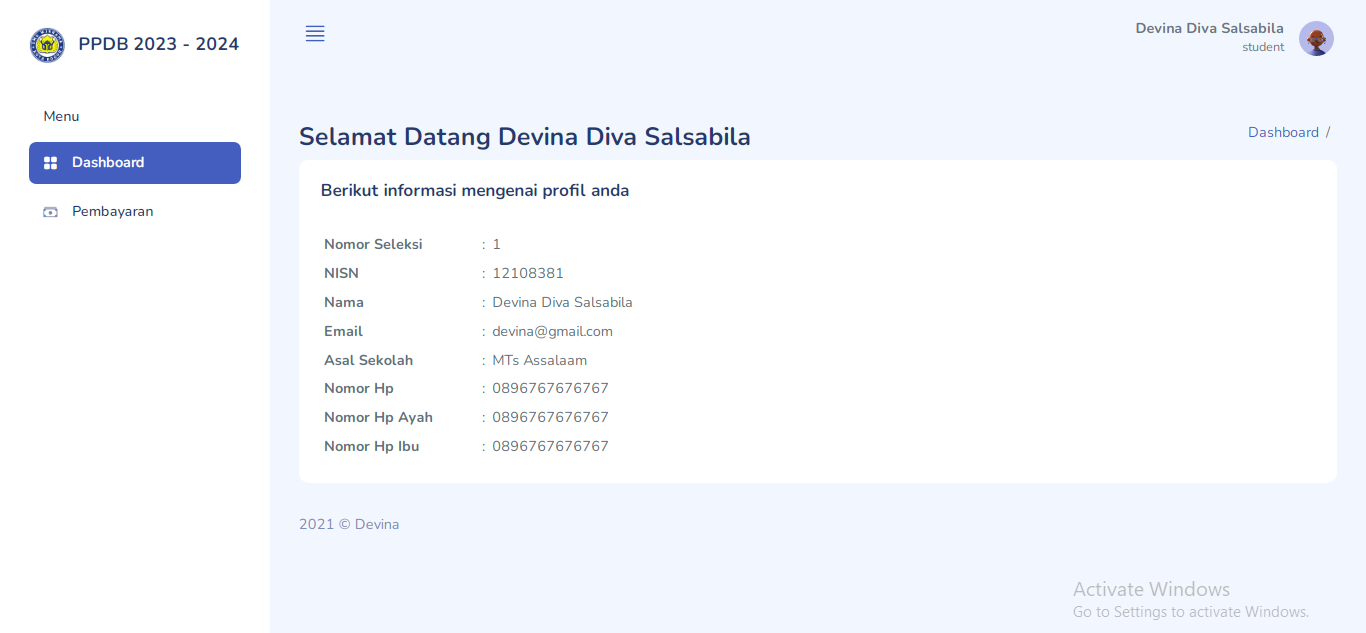 PPDB 2023 - 2024
Devina Diva Salsabila
student
Menu
Dashboard
Pembayaran
Selamat Datang Devina Diva Salsabila
Dashboard /
Berikut informasi mengenai profil anda
Nomor Seleksi : 1
NISN : 12108381
Nama : Devina Diva Salsabila
Email : devina@gmail.com
Asal Sekolah : MTs Assalaam
Nomor Hp : 0896767676767
Nomor Hp Ayah : 0896767676767
Nomor Hp Ibu : 0896767676767
2021 © Devina
Activate Windows
Go to Settings to activate Windows.